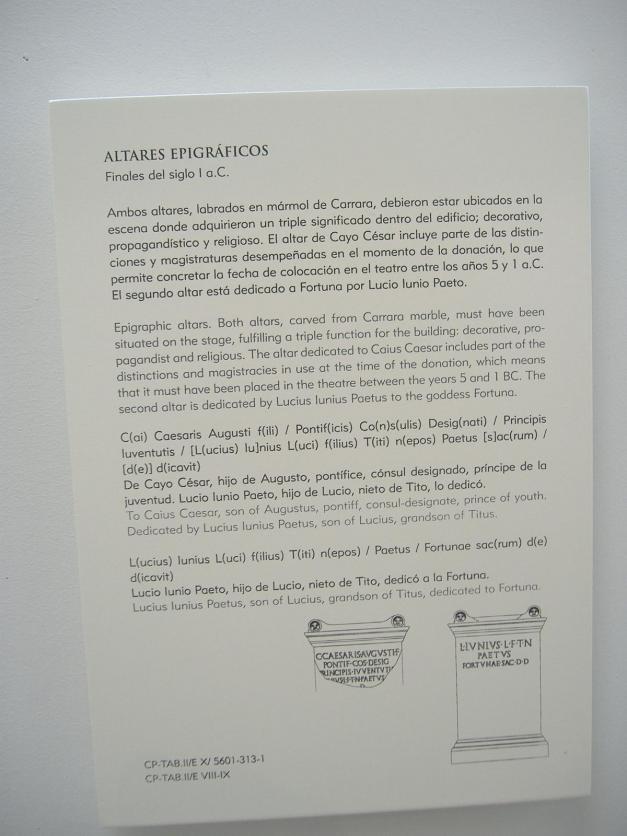 ALTARES EPIGRÁFICOS
Finales del siglo I a.C.
Ambos altares, labrados en mármol de Carrara, debieron estar ubicados en la
escena donde adquirieron un triple significado dentro del edificio; decorativo,
propagandístico y religioso. El altar de Cayo César incluye parte de las distin-
ciones y magistraturas desempeñadas en el momento de la donación, lo que
permite concretar la fecha de colocación en el teatro entre los años 5 y 1 a.C.
El segundo altar está dedicado a Fortuna por Lucio Iunio Paeto.
Epigraphic altars. Both altars, carved from Carrara marble, must have been
situated on the stage, fulfilling a triple function for the building: decorative, pro-
pagandist and religious. The altar dedicated to Caius Caesar includes part of the
distinctions and magistracies in use at the time of the donation, which means
that it must have been placed in the theatre between the years 5 and 1 BC. The
second altar is dedicated by Lucius Iunius Paetus to the goddess Fortuna.
C(ai) Caesaris Augusti f(ili) / Pontif(icis) Co(n)s(ulis) Desig(nati) / Principis
Iuventutis / [L(ucius) Iu]nius L(uci) f(ilius) T(iti) n(epos) Paetus [s]ac(rum) /
[d(e)] d(icavit)
De Cayo César, hijo de Augusto, pontífice, cónsul designado, príncipe de la
juventud. Lucio Iunio Paeto, hijo de Lucio, nieto de Tito, lo dedicó.
To Caius Caesar, son of Augustus, pontiff, consul-designate, prince of youth.
Dedicated by Lucius Iunius Paetus, son of Lucius, grandson of Titus.
L(ucius) Iunius L(uci) f(ilius) T(iti) n(epos) / Paetus / Fortunae sac(rum) d(e)
d(icavit)
Lucio Iunio Paeto, hijo de Lucio, nieto de Tito, dedicó a la Fortuna.
Lucius Iunius Paetus, son of Lucius, grandson of Titus, dedicated to Fortuna.
C·CAESARIS·AVGVSTI·F
PONTIF·COS·DESIG
PRINCIPIS·IVVENTVTI
L·IVNIVS·L·F·T·N
PAETVS
FORTVNAE·SAC·D·D
CP-TAB.II/E X/ 5601-313-1
CP-TAB.II/E VIII-IX